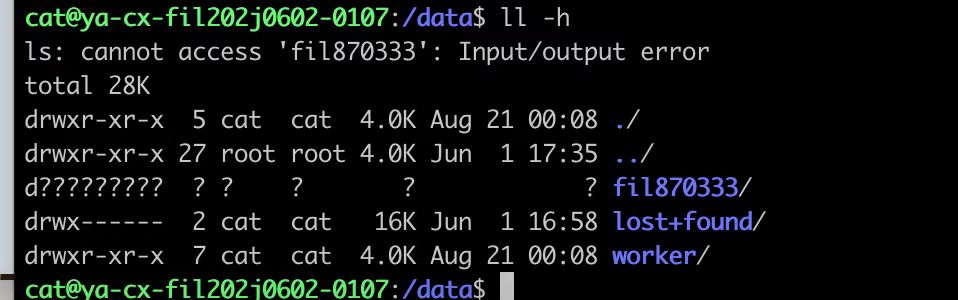 cat@ya-cx-fil202j0602-0107:/data$ ll -h
ls: cannot access 'fil870333': Input/output error
total 28K
drwxr-xr-x  5 cat  cat  4.0K Aug 21 00:08 ./
drwxr-xr-x 27 root root 4.0K Jun  1 17:35 ../
d?????????  ? ?    ?       ?            ? fil870333/
drwx------  2 cat  cat   16K Jun  1 16:58 lost+found/
drwxr-xr-x  7 cat  cat  4.0K Aug 21 00:08 worker/
cat@ya-cx-fil202j0602-0107:/data$